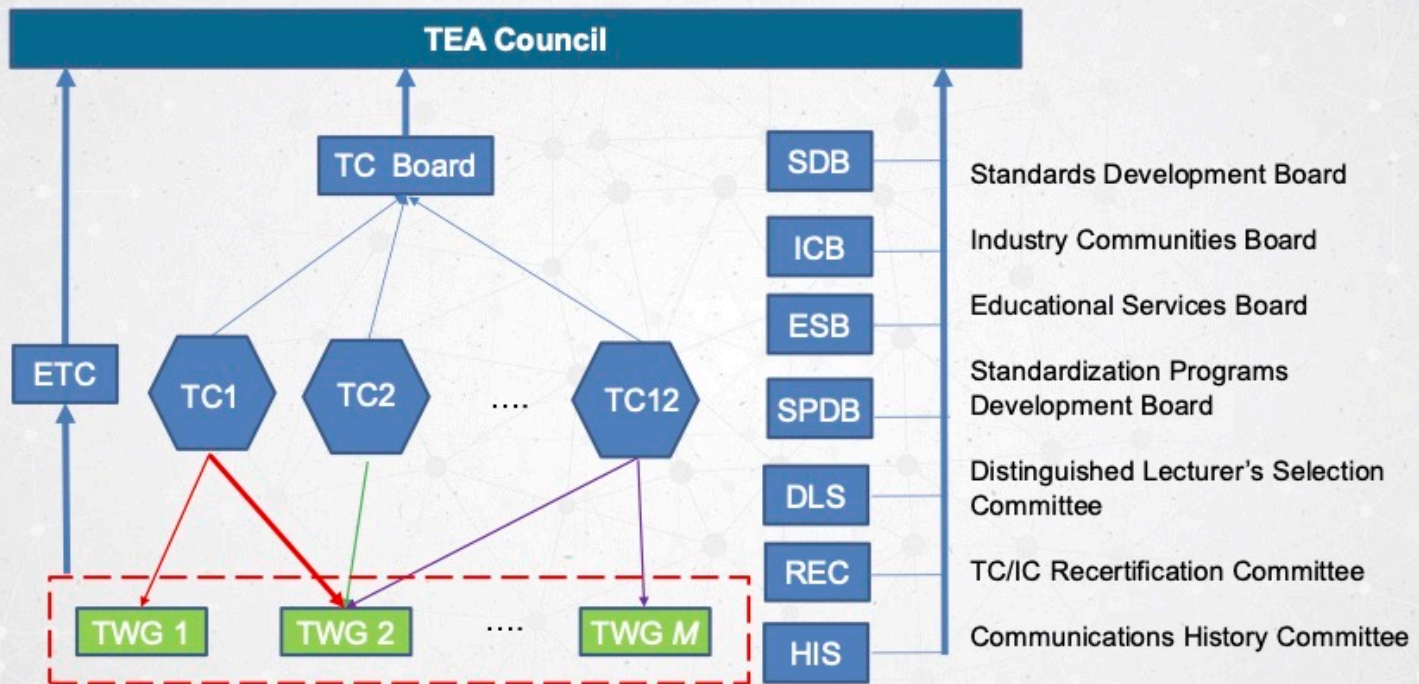 TEA Council
TC Board
SDB
Standards Development Board
ICB
Industry Communities Board
ESB
Educational Services Board
ETC
TC1
TC2
....
TC12
SPDB
Standardization Programs
Development Board
DLS
Distinguished Lecturer's Selection
Committee
REC
TC/IC Recertification Committee
TWG 1
TWG 2
....
TWG M
HIS
Communications History Committee